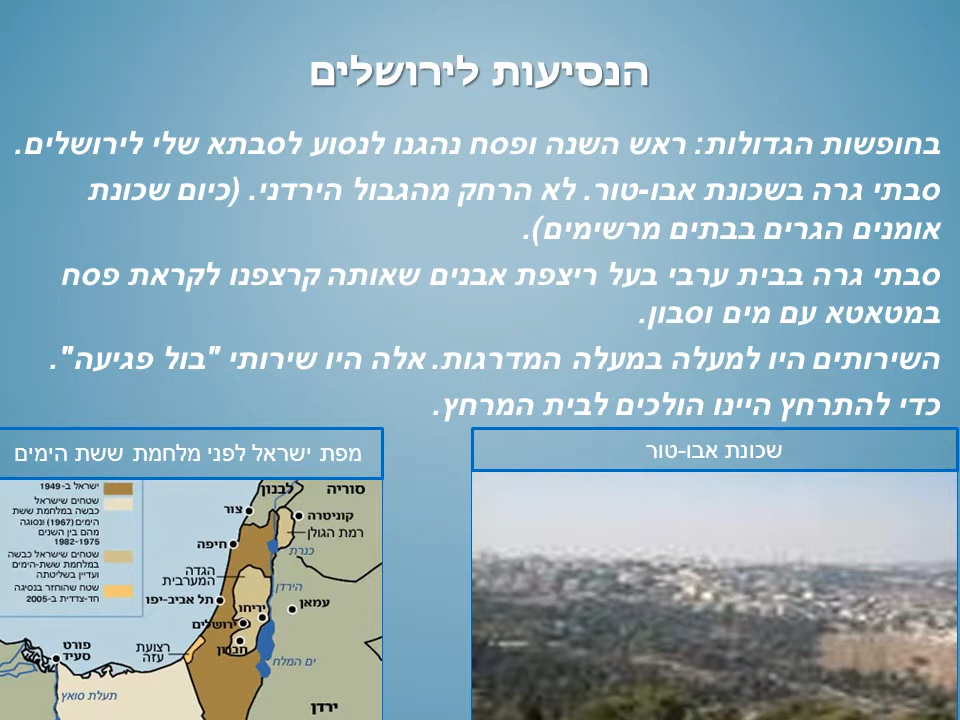 הנסיעות לירושלים
בחופשות הגדולות: ראש השנה ופסח נהגנו לנסוע לסבתא שלי לירושלים.
סבתי גרה בשכונת אבו-טור. לא הרחק מהגבול הירדני. (כיום שכונת
אומנים הגרים בבתים מרשימים).
סבתי גרה בבית ערבי בעל ריצפת אבנים שאותה קרצפנו לקראת פסח
במטאטא עם מים וסבון.
השירותים היו למעלה במעלה המדרגות. אלה היו שירותי "בול פגיעה".
כדי להתרחץ היינו הולכים לבית המרחץ.
שכונת אבו-טור
מפת ישראל לפני מלחמת ששת הימים
ישראל ב-1949
שטחים שישראל
כבשה במלחמת ששת
הימים (1967) ונסוגה
מהם בין השנים
1982-1975
שטחים שישראל כבשה
במלחמת ששת-הימים
ועדיין בשליטתה
שטח שהוחזר בנסיגה
חד-צדדית ב-2005
סוריה
לבנון
צור
קוניטרה
רמת הגולן
כנרת
חיפה
הגדה
המערבית
הירדן
תל אביב-יפו
עמאן
יריחו
ירושלים
חברון
רצועת
עזה
ים המלח
פורט
סעיד
תעלת סואץ
ירדן